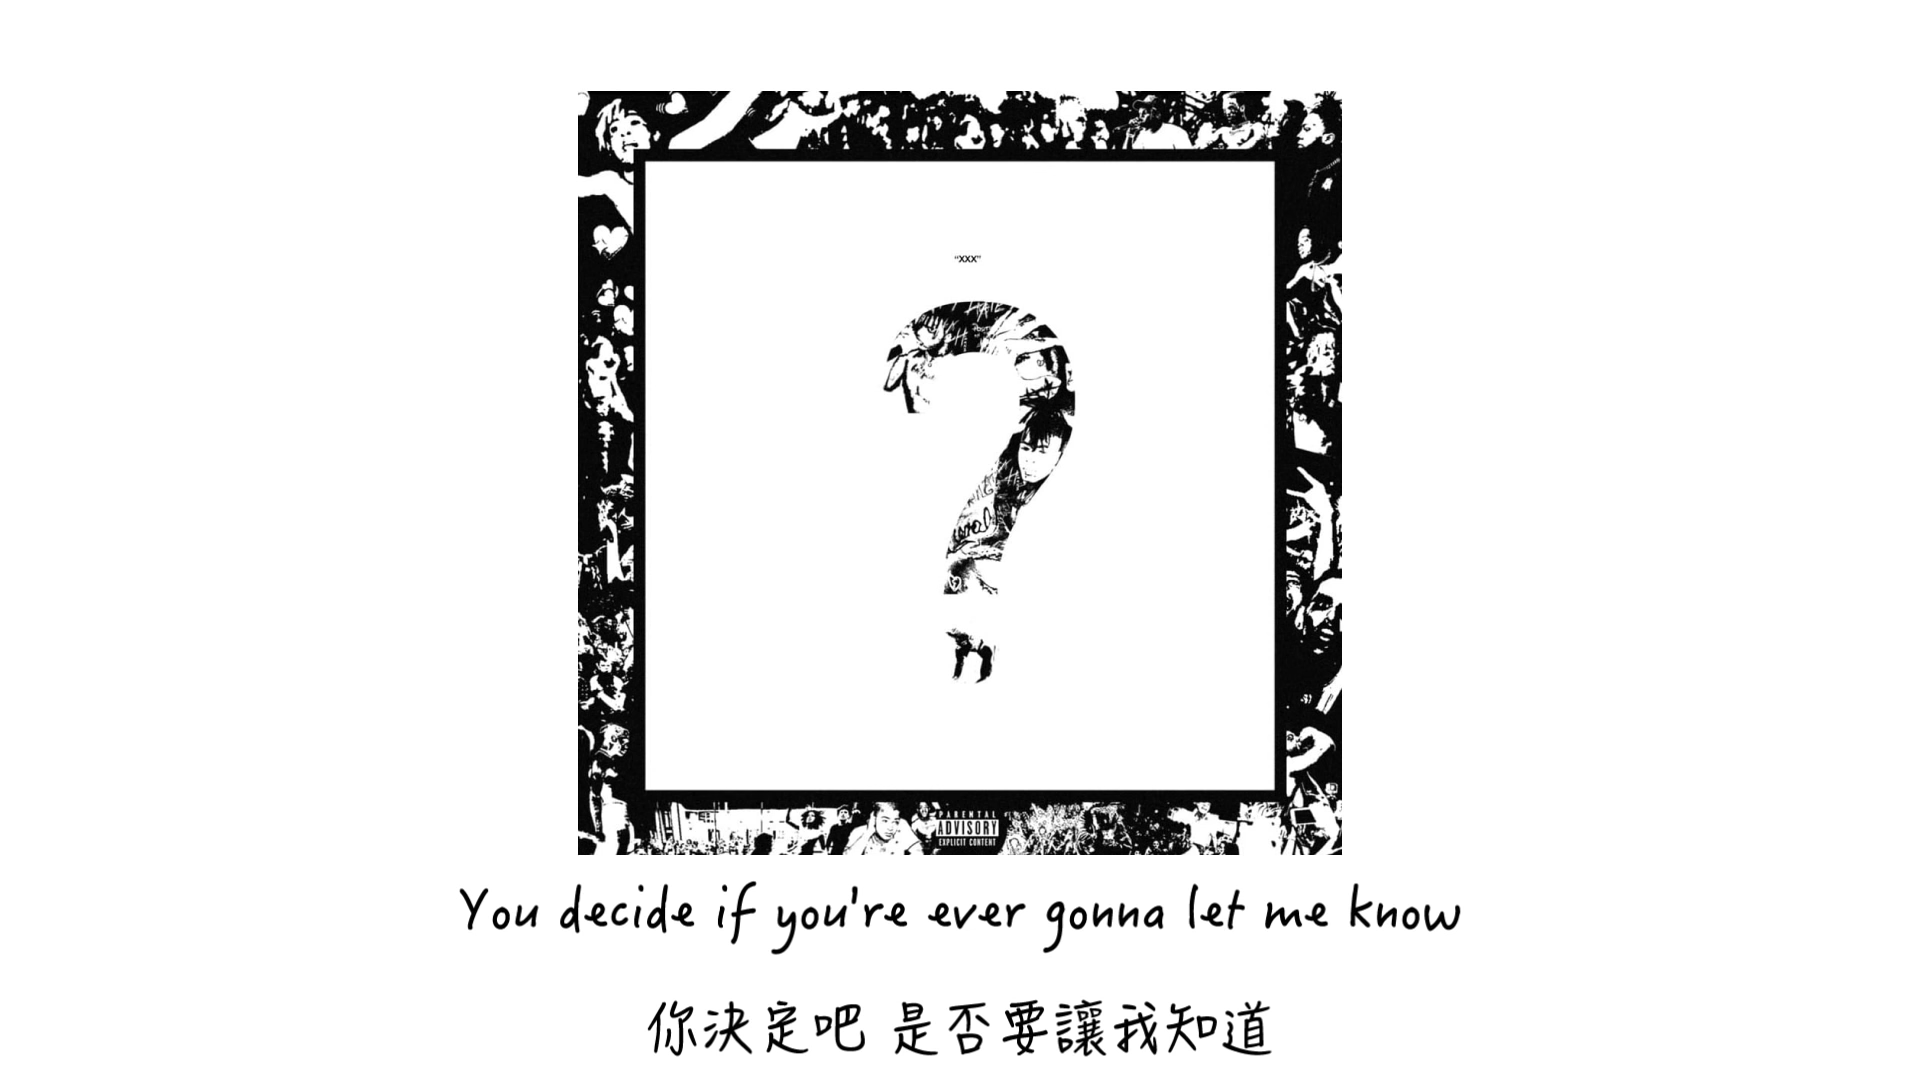 “XXX”
PARENTAL
ADVISORY
EXPLICIT CONTENT
You decide if you're ever gonna let me know
你決定吧 是否要讓我知道